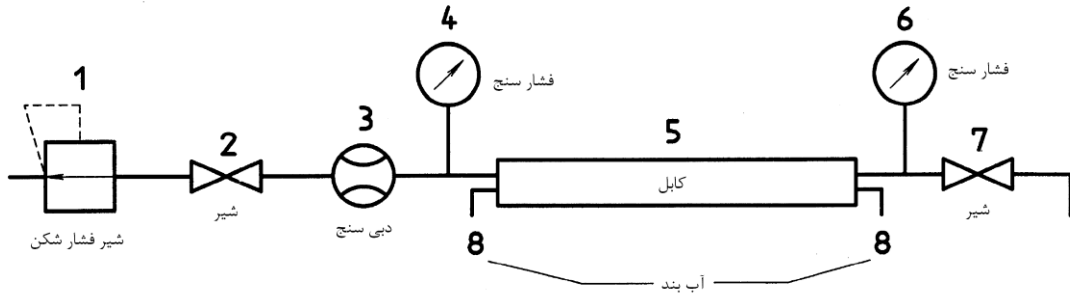 4
6
فشار سنج
فشار سنج
1
3
5
2
7
کابل
شیر
دبی سنج
شیر
شیر فشار شکن
8
8
آب بند